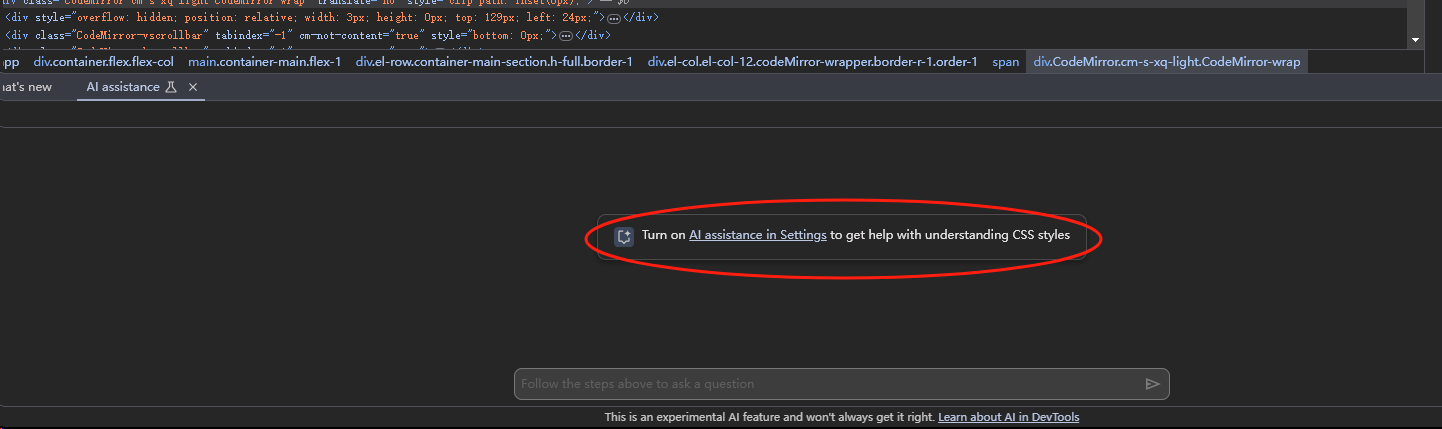 <div style="overflow: hidden; position: relative; width: 3px; height: 0px; top: 129px; left: 24px;"></div>
<div class="CodeMirror-vscrollbar" tabindex="-1" cm-not-content="true" style="bottom: 0px;"></div>
div.container.flex.flex-col main.container-main.flex-1 div.el-row.container-main-section.h-full.border-1 div.el-col.el-col-12.codeMirror-wrapper.border-r-1.order-1 span div.CodeMirror.cm-s-xq-light.CodeMirror-wrap
hat's new AI assistance
Turn on AI assistance in Settings to get help with understanding CSS styles
Follow the steps above to ask a question
This is an experimental AI feature and won't always get it right. Learn about AI in DevTools